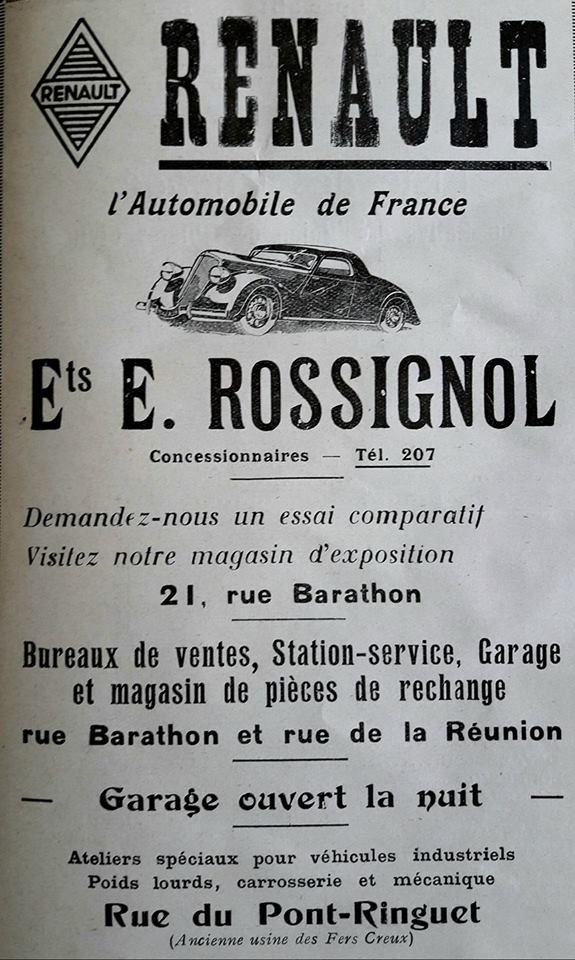 RENAULT
RENAULT
l'Automobile de France
Ets E. ROSSIGNOL
Concessionnaires — Tél. 207
Demandez-nous un essai comparatif
Visitez notre magasin d'exposition
21, rue Barathon
Bureaux de ventes, Station-service, Garage
et magasin de pièces de rechange
rue Barathon et rue de la Réunion
— Garage ouvert la nuit —
Ateliers spéciaux pour véhicules industriels
Poids lourds, carrosserie et mécanique
Rue du Pont-Ringuet
(Ancienne usine des Fers Creux)